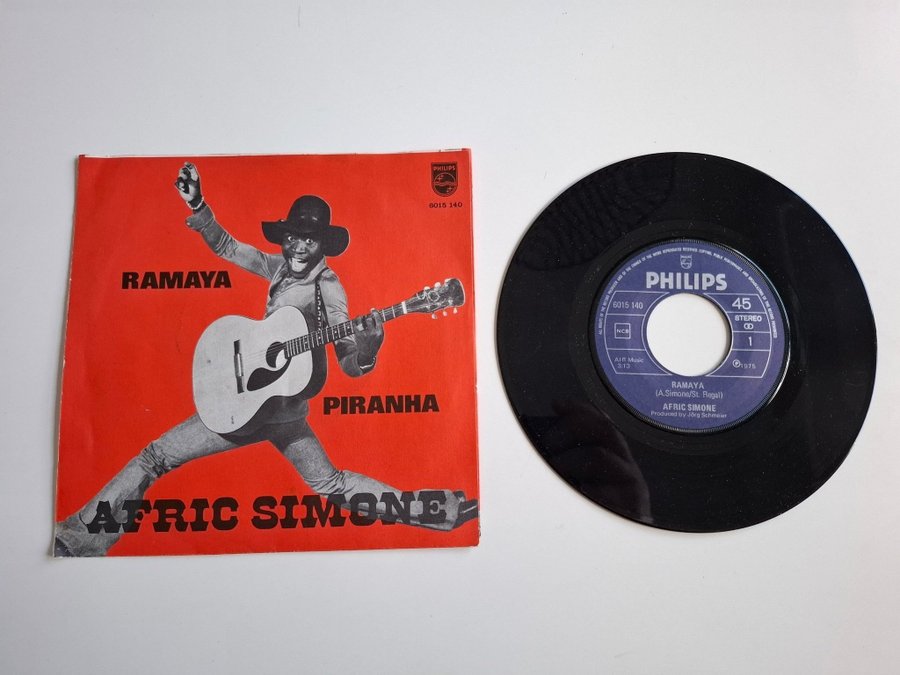 PHILIPS
6015 140
RAMAYA
PIRANHA
AFRIC SIMONE
PHILIPS
6015 140
45
STEREO
NCB
1
AIR Music
3:13
℗1975
RAMAYA
(A.Simone/St. Regal)
AFRIC SIMONE
Produced by Jörg Schmeier